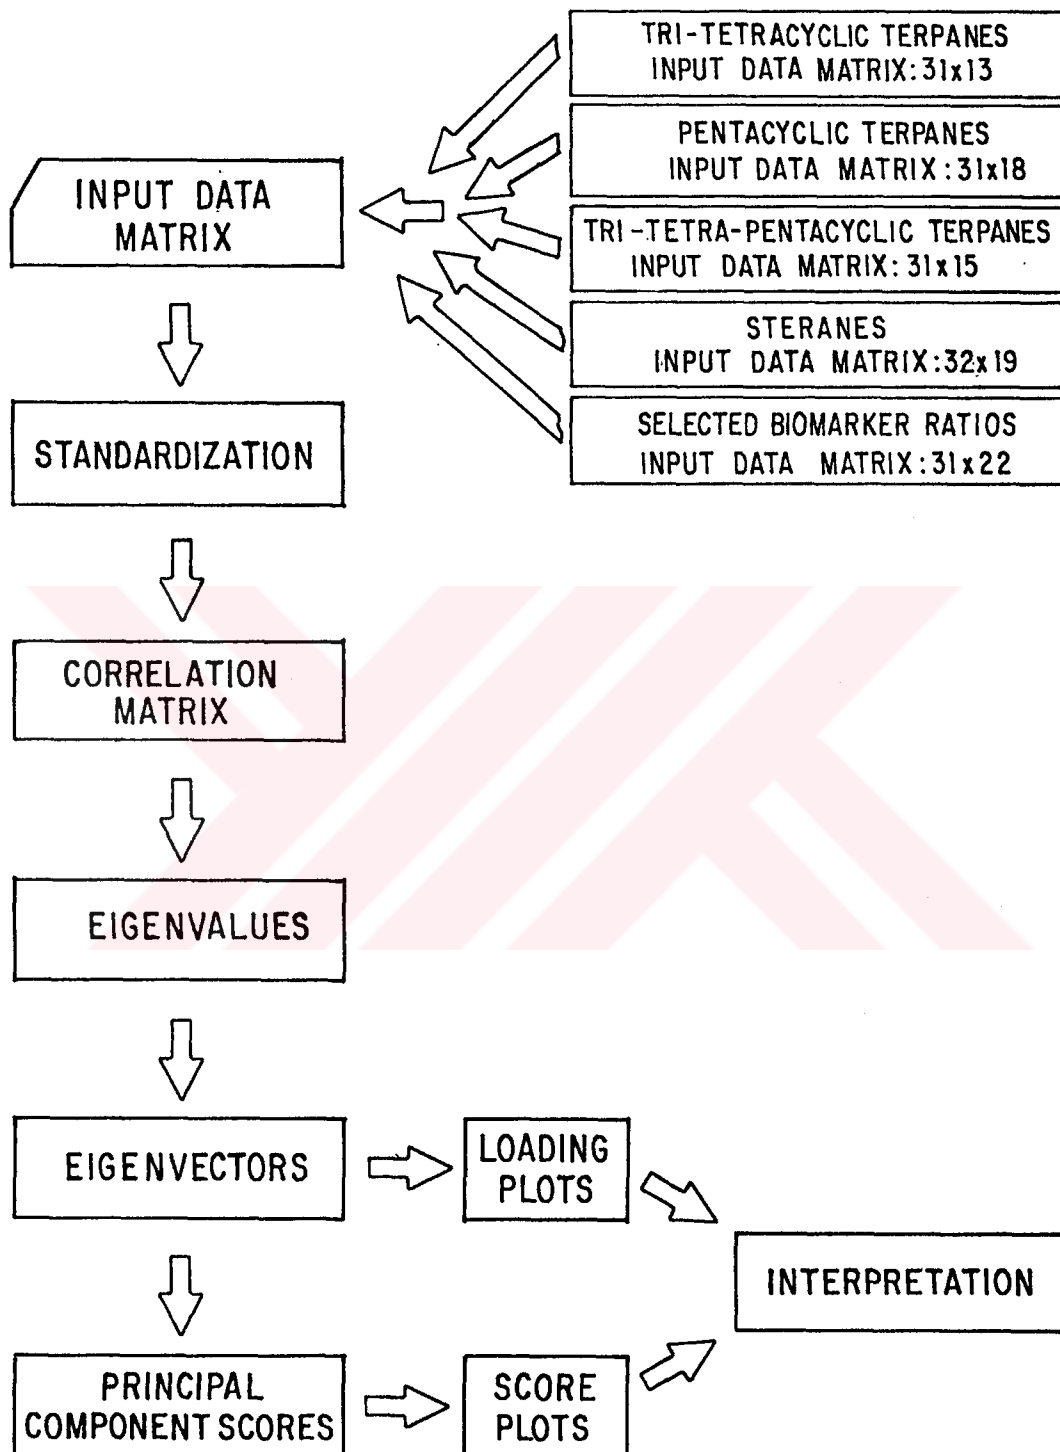 TRI-TETRACYCLIC TERPANES
INPUT DATA MATRIX:31x13
PENTACYCLIC TERPANES
INPUT DATA MATRIX:31x18
TRI-TETRA-PENTACYCLIC TERPANES
INPUT DATA MATRIX:31x15
STERANES
INPUT DATA MATRIX:32x19
SELECTED BIOMARKER RATIOS
INPUT DATA MATRIX:31x22
INPUT DATA
MATRIX
STANDARDIZATION
CORRELATION
MATRIX
EIGENVALUES
EIGENVECTORS
LOADING
PLOTS
INTERPRETATION
PRINCIPAL
COMPONENT SCORES
SCORE
PLOTS